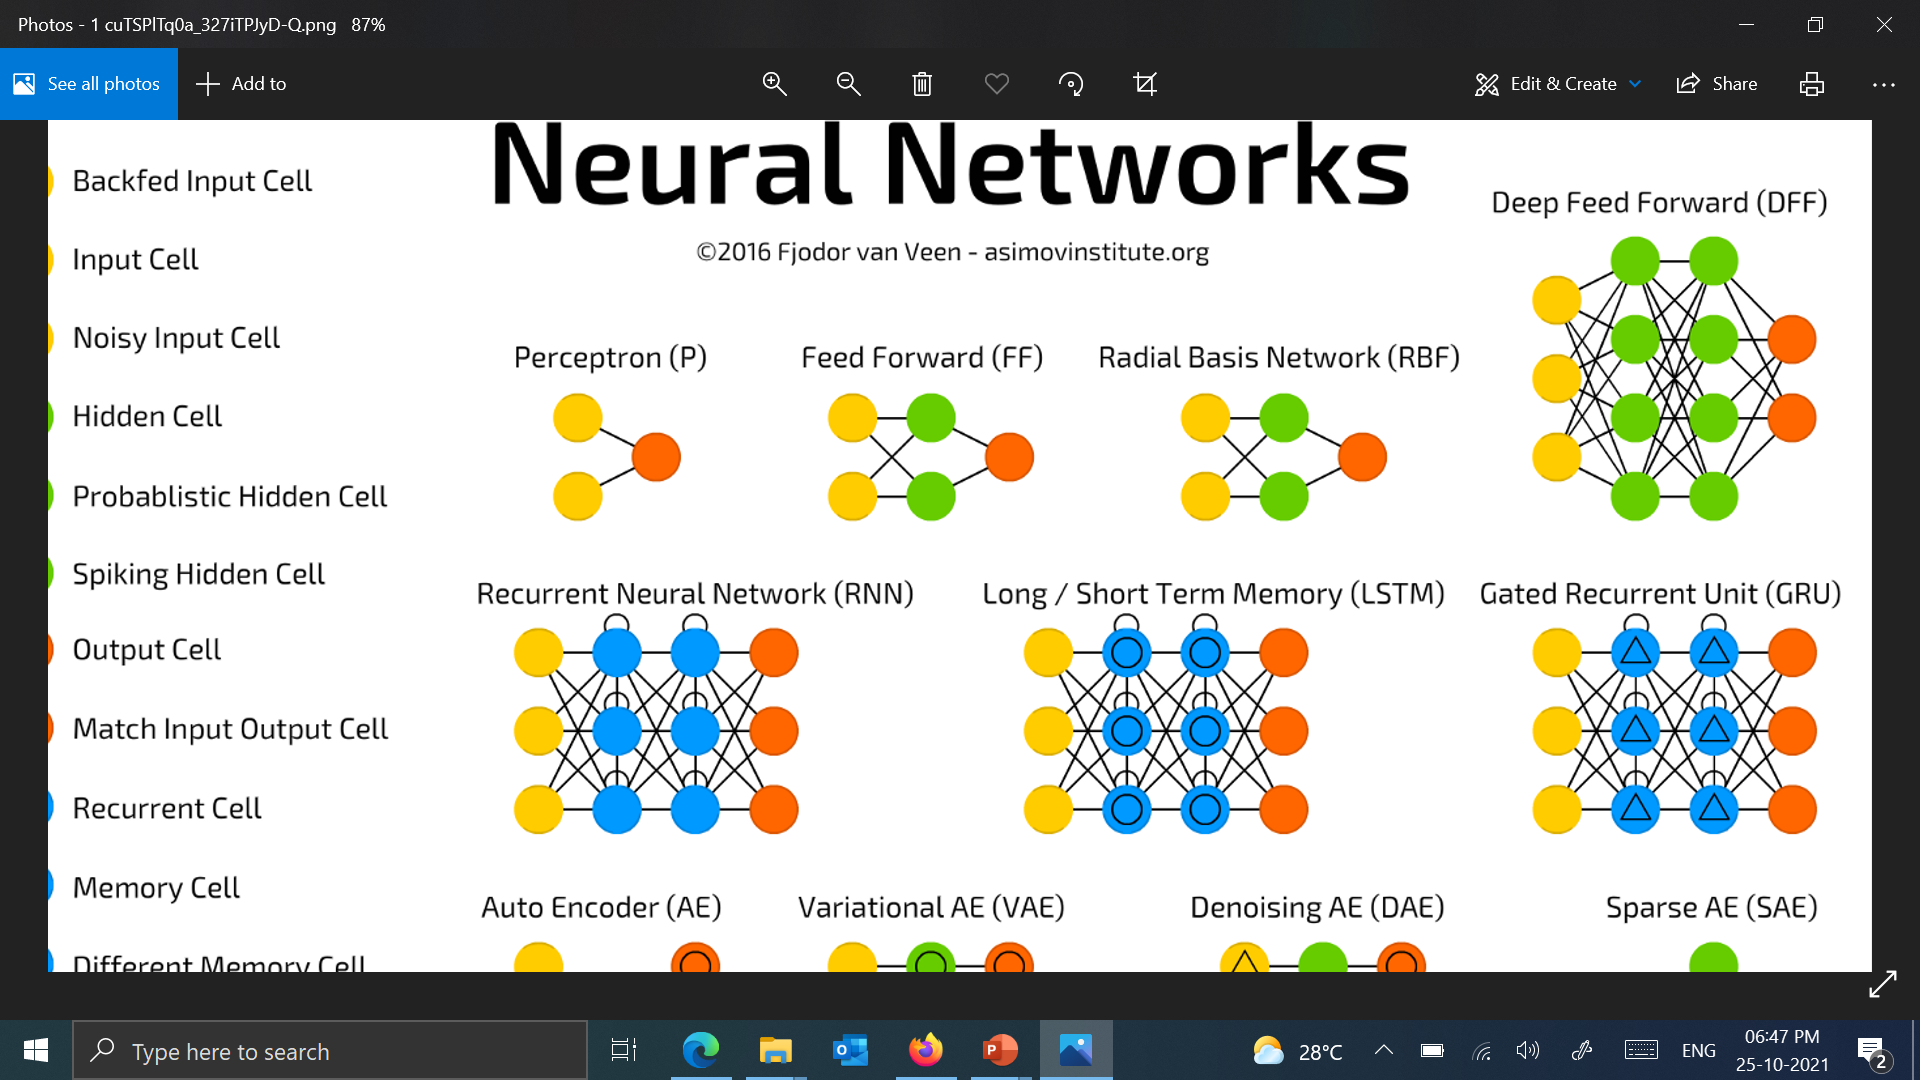 Photos - 1 cuTSPlTq0a_327iTPJyD-Q.png 87%
See all photos
Add to
Edit & Create
Share
Neural Networks
©2016 Fjodor van Veen - asimovinstitute.org
Backfed Input Cell
Input Cell
Noisy Input Cell
Hidden Cell
Probablistic Hidden Cell
Spiking Hidden Cell
Output Cell
Match Input Output Cell
Recurrent Cell
Memory Cell
Different Memory Cell
Deep Feed Forward (DFF)
Perceptron (P)
Feed Forward (FF)
Radial Basis Network (RBF)
Recurrent Neural Network (RNN)
Long / Short Term Memory (LSTM)
Gated Recurrent Unit (GRU)
Auto Encoder (AE)
Variational AE (VAE)
Denoising AE (DAE)
Sparse AE (SAE)
Type here to search
28°C
ENG
06:47 PM
25-10-2021
2